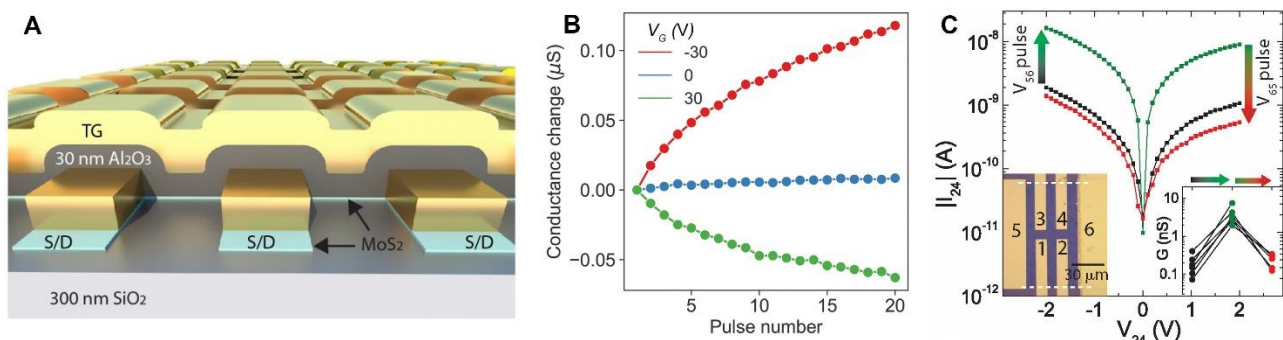 A
TG
30 nm Al₂O₃
S/D
S/D
S/D
MoS₂
300 nm SiO₂
B
Conductance change (µS)
0.10
0.05
0.00
−0.05
V_G (V)
-30
0
30
5
10
15
20
Pulse number
C
|I₂₄| (A)
10⁻⁸
10⁻⁹
10⁻¹⁰
10⁻¹¹
10⁻¹²
V₅₆ pulse
V₆₅ pulse
5
3
4
6
1
2
30 µm
G (nS)
10
1
0.1
-2
-1
0
1
2
V₂₄ (V)